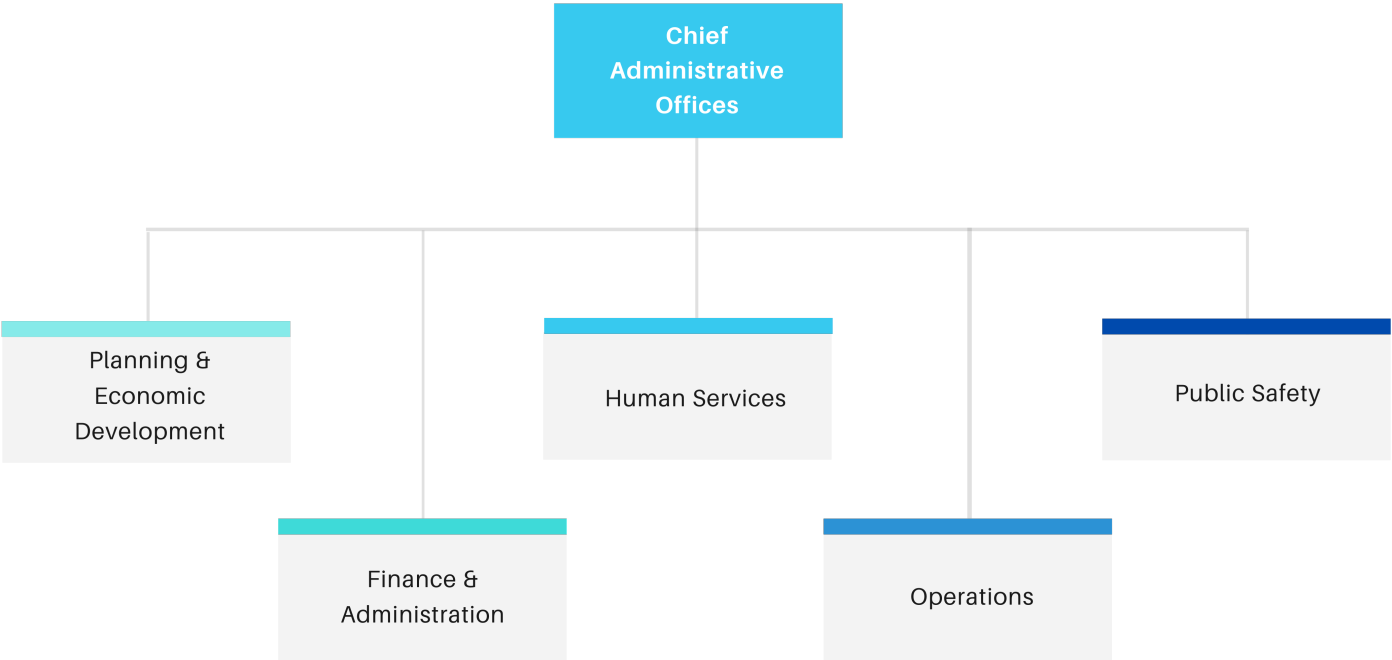 Chief
Administrative
Offices
Planning &
Economic
Development
Human Services
Public Safety
Finance &
Administration
Operations